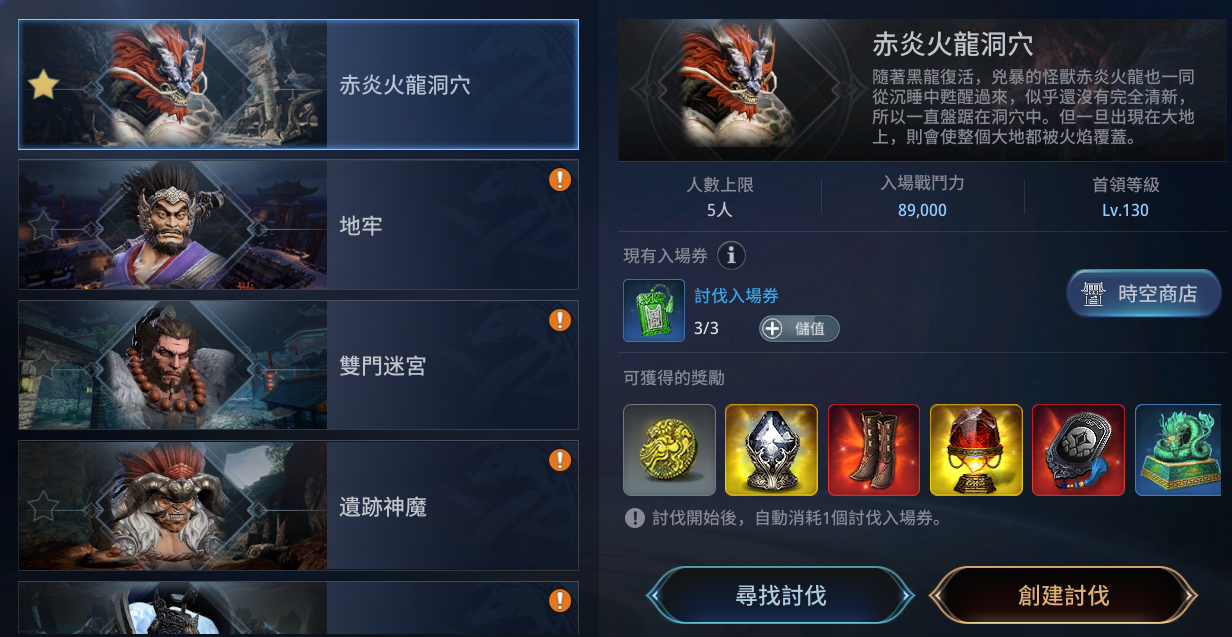 赤炎火龍洞穴
地牢
雙門迷宮
遺跡神魔
赤炎火龍洞穴
隨著黑龍復活，兇暴的怪獸赤炎火龍也一同
從沉睡中甦醒過來，似乎還沒有完全清新，
所以一直盤踞在洞穴中。但一旦出現在大地
上，則會使整個大地都被火焰覆蓋。
人數上限
5人
入場戰鬥力
89,000
首領等級
Lv.130
現有入場券
討伐入場券
3/3
儲值
時空商店
可獲得的獎勵
討伐開始後，自動消耗1個討伐入場券。
尋找討伐
創建討伐